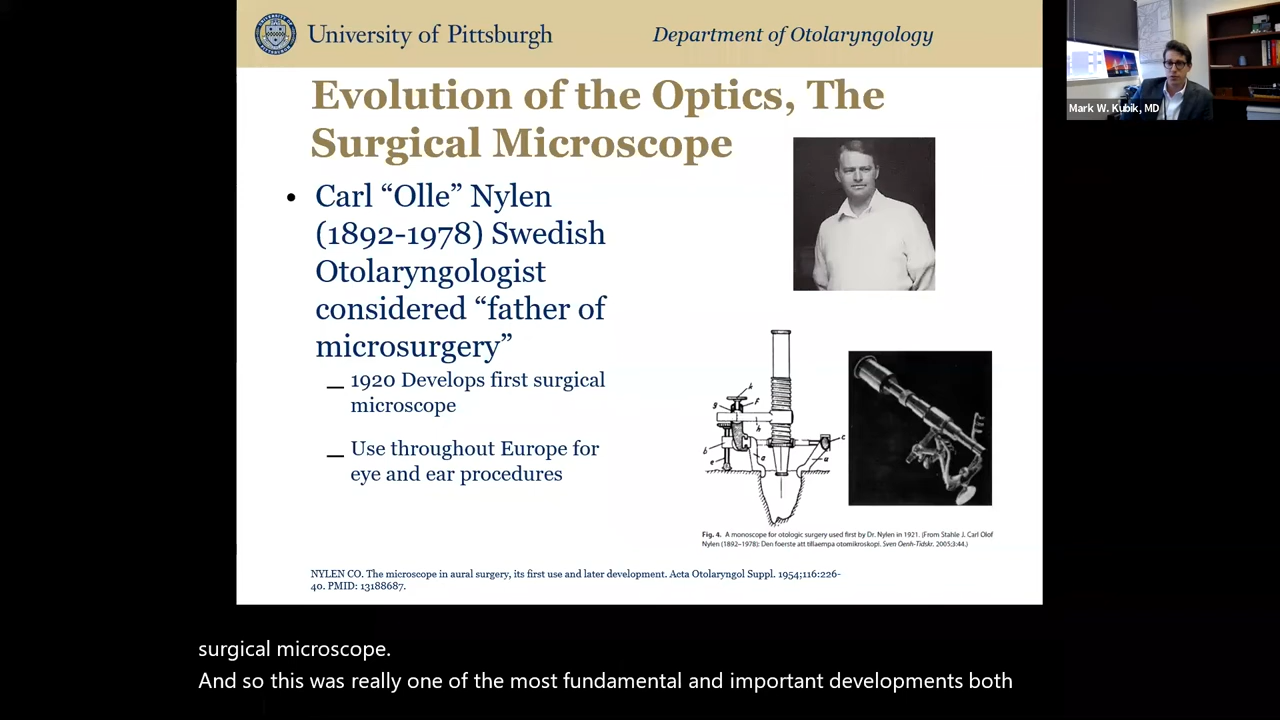 University of Pittsburgh
Department of Otolaryngology
Mark W. Kubik, MD
Evolution of the Optics, The
Surgical Microscope
• Carl “Olle” Nylen
(1892-1978) Swedish
Otolaryngologist
considered “father of
microsurgery”
— 1920 Develops first surgical
microscope
— Use throughout Europe for
eye and ear procedures
Fig. 4. A monoscope for otologic surgery used first by Dr. Nylen in 1921. (From Stahle J. Carl Olof
Nylen (1892–1978): Den foerste att tillaempa otomikroskopi. Sven Oenh-Tidskr. 2005;3:44.)
NYLEN CO. The microscope in aural surgery, its first use and later development. Acta Otolaryngol Suppl. 1954;116:226-
40. PMID: 13188687.
surgical microscope.
And so this was really one of the most fundamental and important developments both